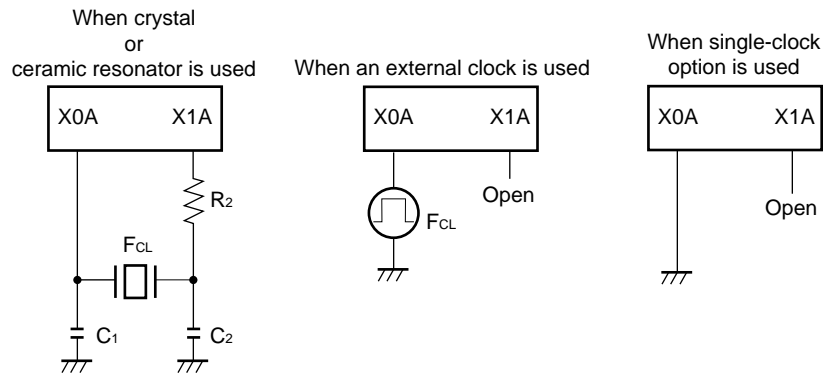 When crystal
or
ceramic resonator is used
X0A X1A
R2
FCL
C1 C2
When an external clock is used
X0A X1A
Open
FCL
When single-clock
option is used
X0A X1A
Open